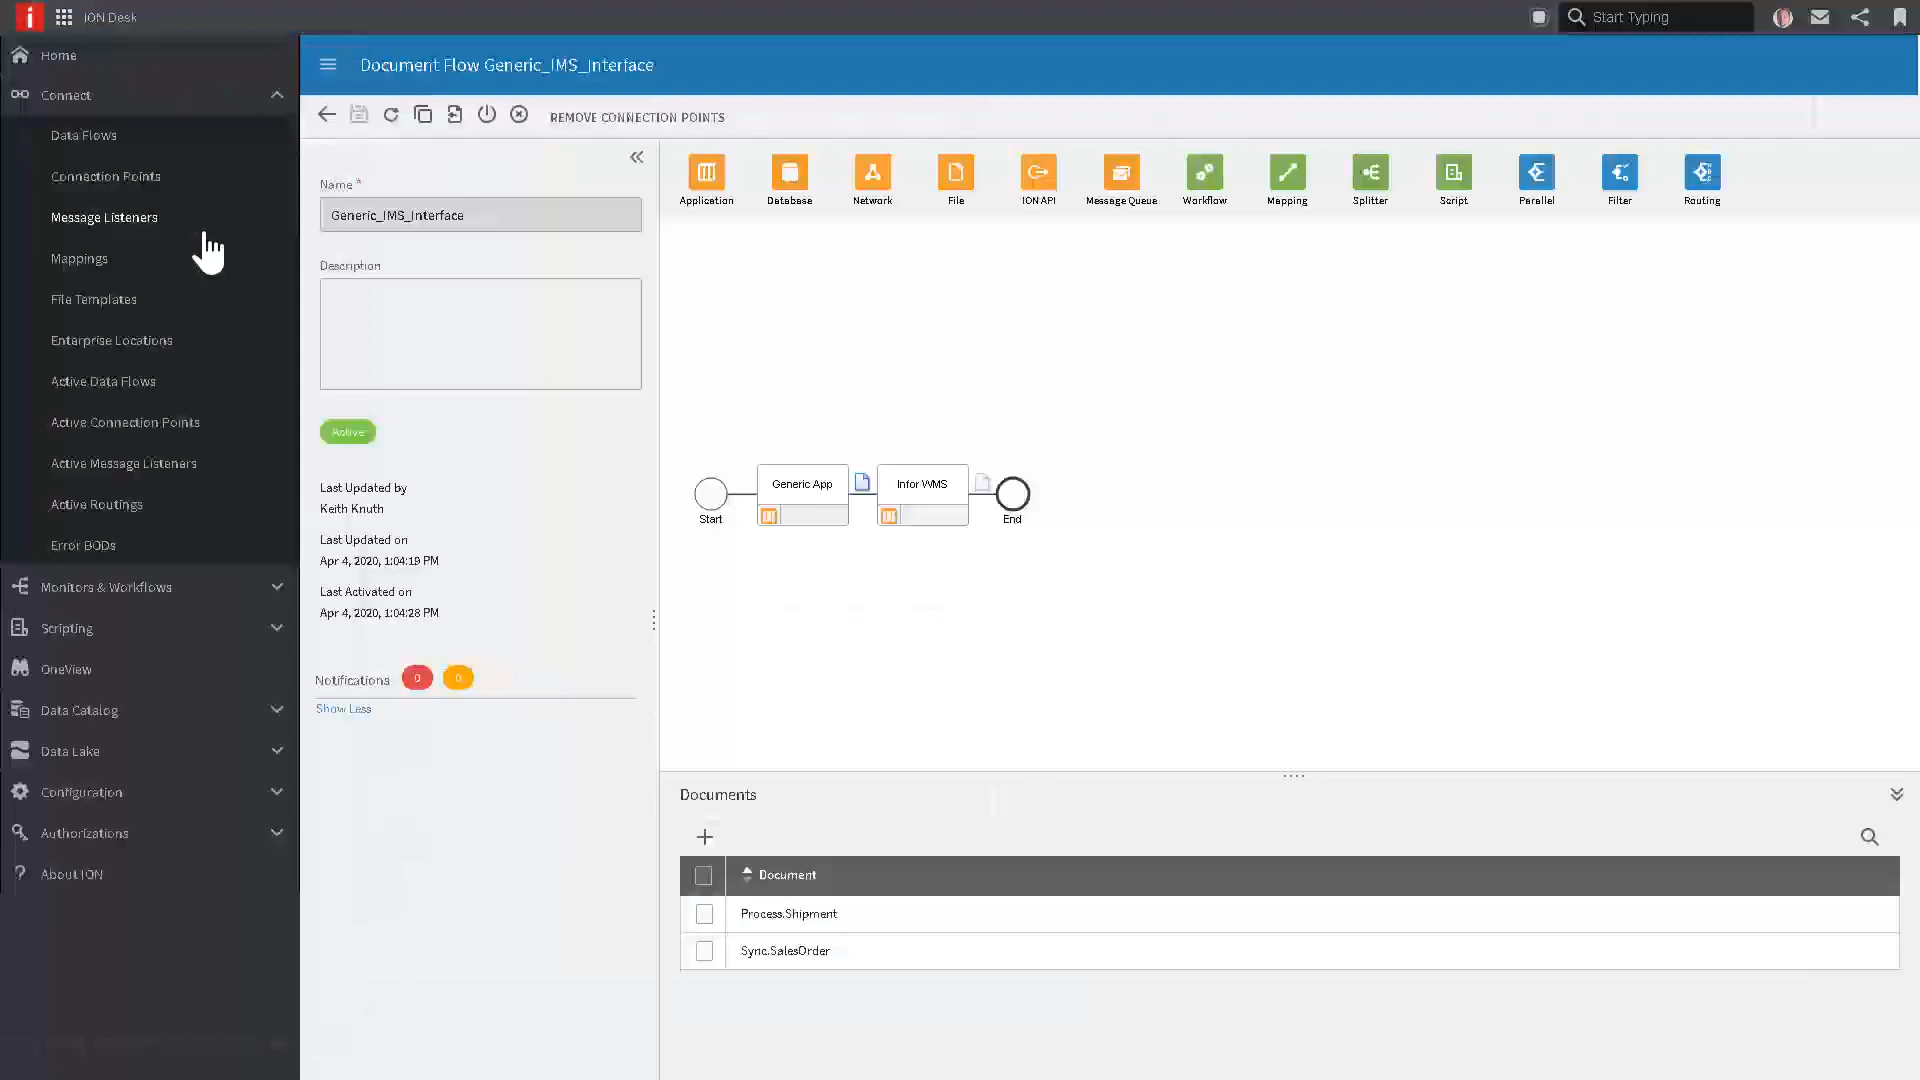 ION Desk
Start Typing
Home
Connect
Data Flows
Connection Points
Message Listeners
Mappings
File Templates
Enterprise Locations
Active Data Flows
Active Connection Points
Active Message Listeners
Active Routings
Error BODs
Monitors & Workflows
Scripting
OneView
Data Catalog
Data Lake
Configuration
Authorizations
About ION
Document Flow Generic_IMS_Interface
REMOVE CONNECTION POINTS
Name *
Generic_IMS_Interface
Description
Active
Last Updated by
Keith Knuth
Last Updated on
Apr 4, 2020, 1:04:19 PM
Last Activated on
Apr 4, 2020, 1:04:28 PM
Notifications 0 0
Show Less
Application Database Network File ION API Message Queue Workflow Mapping Splitter Script Parallel Filter Routing
Generic App Infor WMS
Start End
Documents
Document
Process.Shipment
Sync.SalesOrder